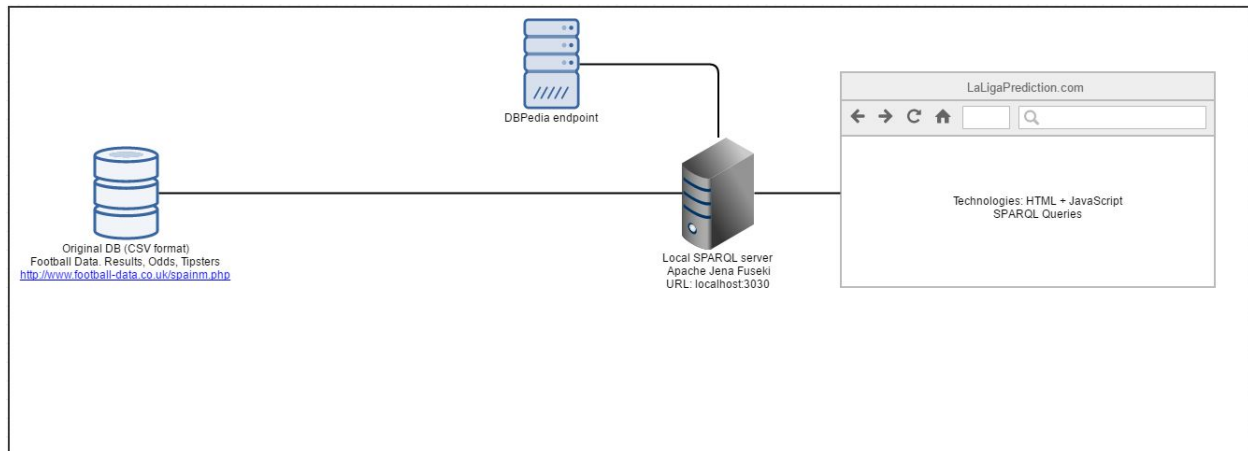 DBPedia endpoint
LaLigaPrediction.com
Technologies: HTML + JavaScript
SPARQL Queries
Original DB (CSV format)
Football Data. Results, Odds, Tipsters
http://www.football-data.co.uk/spainm.php
Local SPARQL server
Apache Jena Fuseki
URL: localhost:3030